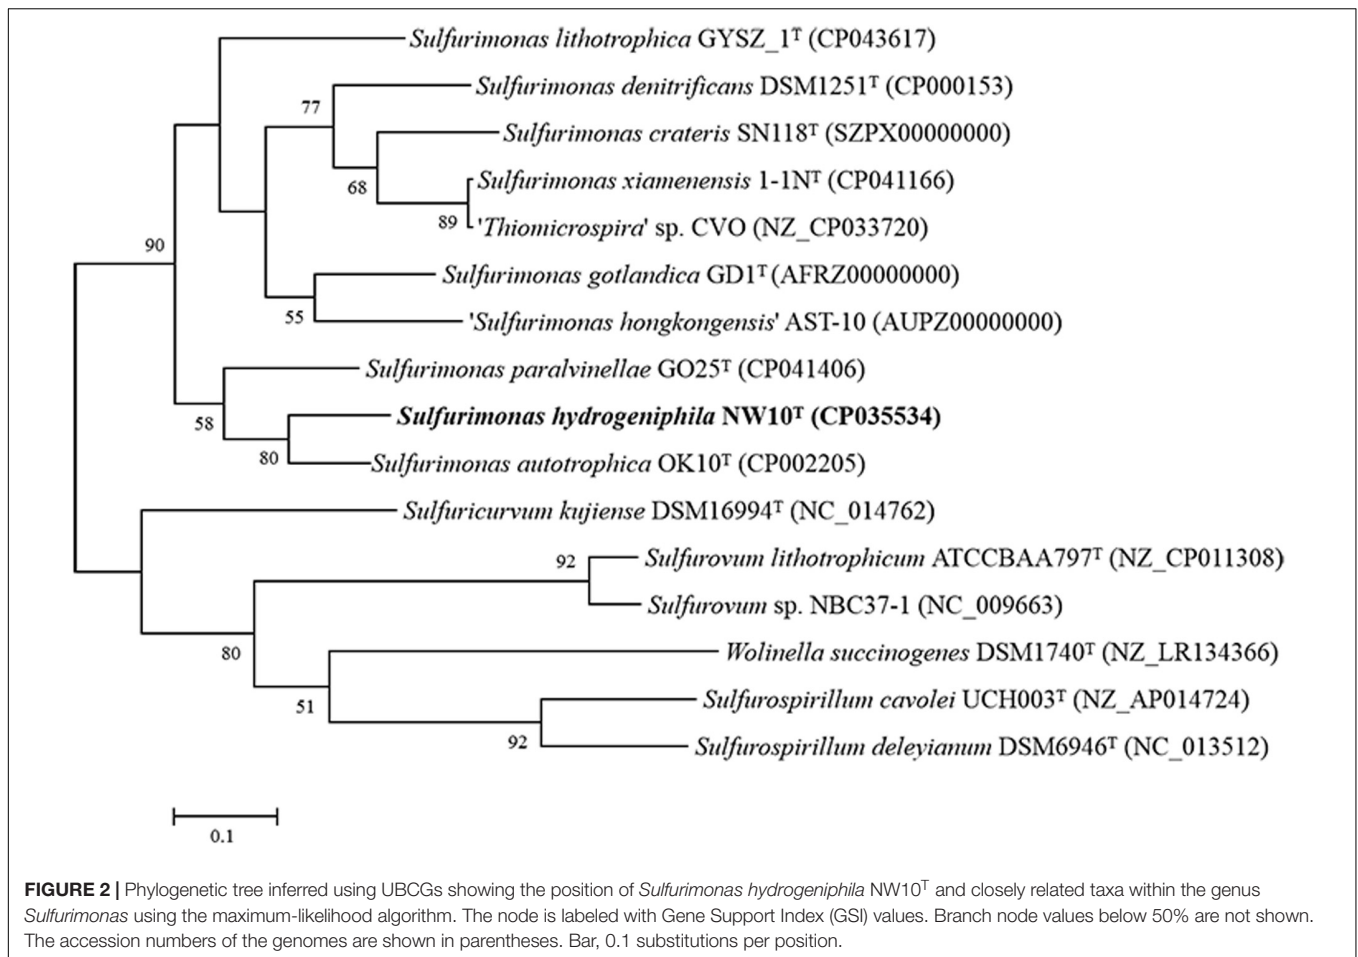 Sulfurimonas lithotrophica GYSZ_1ᵀ (CP043617)
Sulfurimonas denitrificans DSM1251ᵀ (CP000153)
77
Sulfurimonas crateris SN118ᵀ (SZPX00000000)
Sulfurimonas xiamenensis 1-1Nᵀ (CP041166)
68
89
'Thiomicrospira' sp. CVO (NZ_CP033720)
90
Sulfurimonas gotlandica GD1ᵀ (AFRZ00000000)
55
'Sulfurimonas hongkongensis' AST-10 (AUPZ00000000)
Sulfurimonas paralvinellae GO25ᵀ (CP041406)
Sulfurimonas hydrogeniphila NW10ᵀ (CP035534)
58
80
Sulfurimonas autotrophica OK10ᵀ (CP002205)
Sulfuricurvum kujiense DSM16994ᵀ (NC_014762)
92
Sulfurovum lithotrophicum ATCCBAA797ᵀ (NZ_CP011308)
Sulfurovum sp. NBC37-1 (NC_009663)
80
Wolinella succinogenes DSM1740ᵀ (NZ_LR134366)
51
Sulfurospirillum cavolei UCH003ᵀ (NZ_AP014724)
92
Sulfurospirillum deleyianum DSM6946ᵀ (NC_013512)
0.1
FIGURE 2 | Phylogenetic tree inferred using UBCGs showing the position of Sulfurimonas hydrogeniphila NW10ᵀ and closely related taxa within the genus
Sulfurimonas using the maximum-likelihood algorithm. The node is labeled with Gene Support Index (GSI) values. Branch node values below 50% are not shown.
The accession numbers of the genomes are shown in parentheses. Bar, 0.1 substitutions per position.